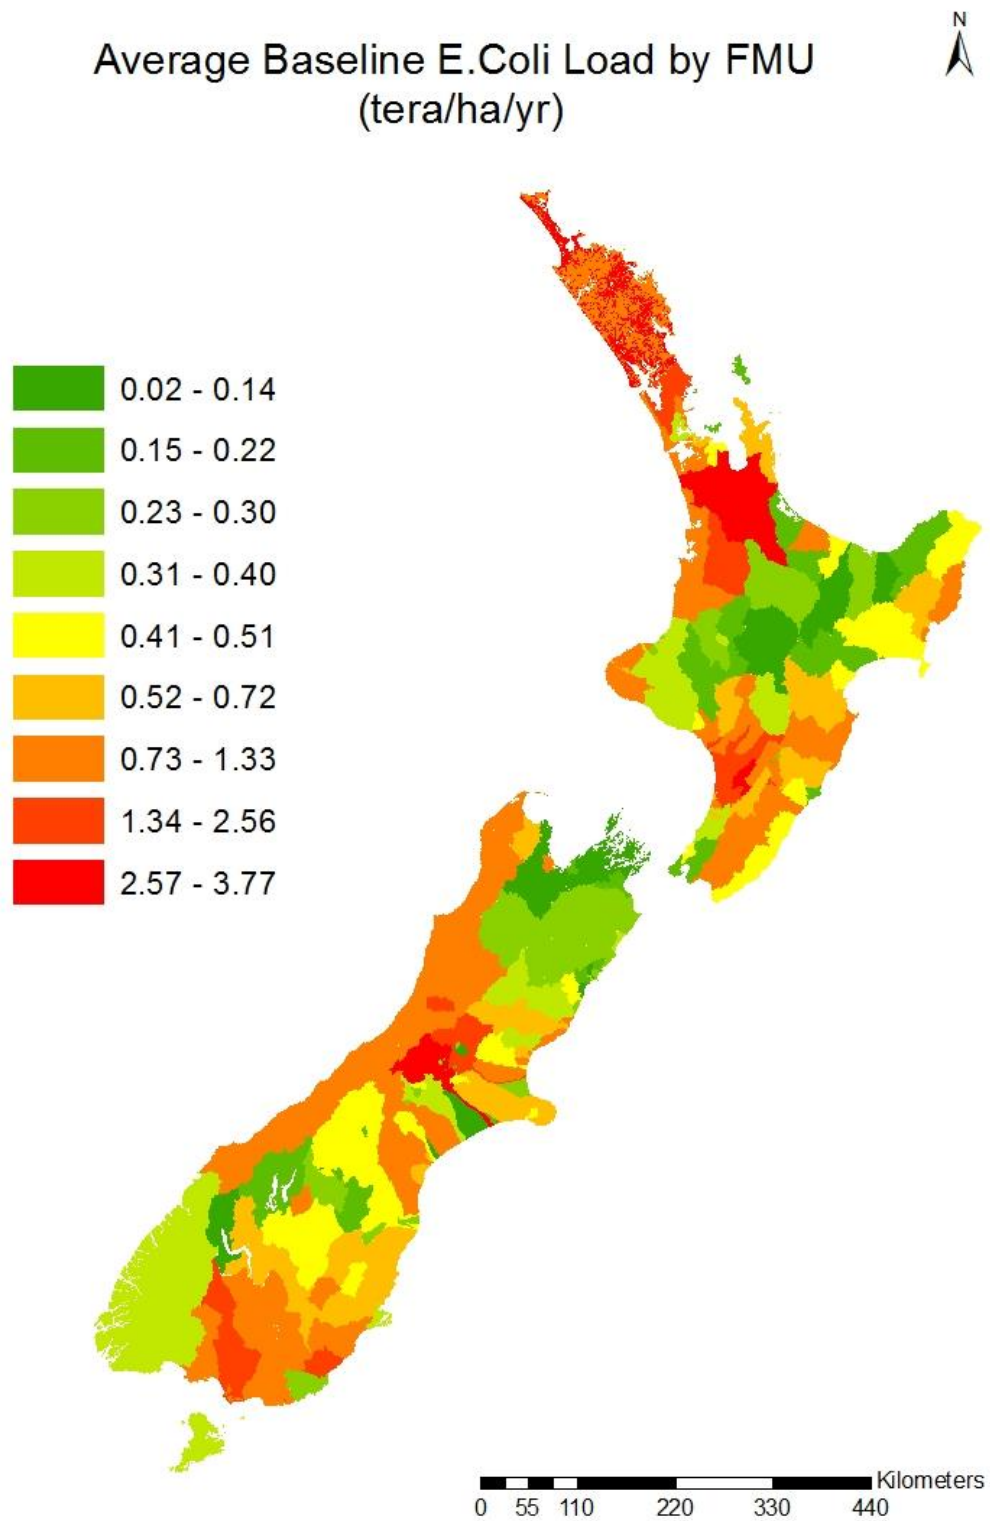 N
Average Baseline E.Coli Load by FMU
(tera/ha/yr)
0.02 - 0.14
0.15 - 0.22
0.23 - 0.30
0.31 - 0.40
0.41 - 0.51
0.52 - 0.72
0.73 - 1.33
1.34 - 2.56
2.57 - 3.77
Kilometers
0 55 110 220 330 440